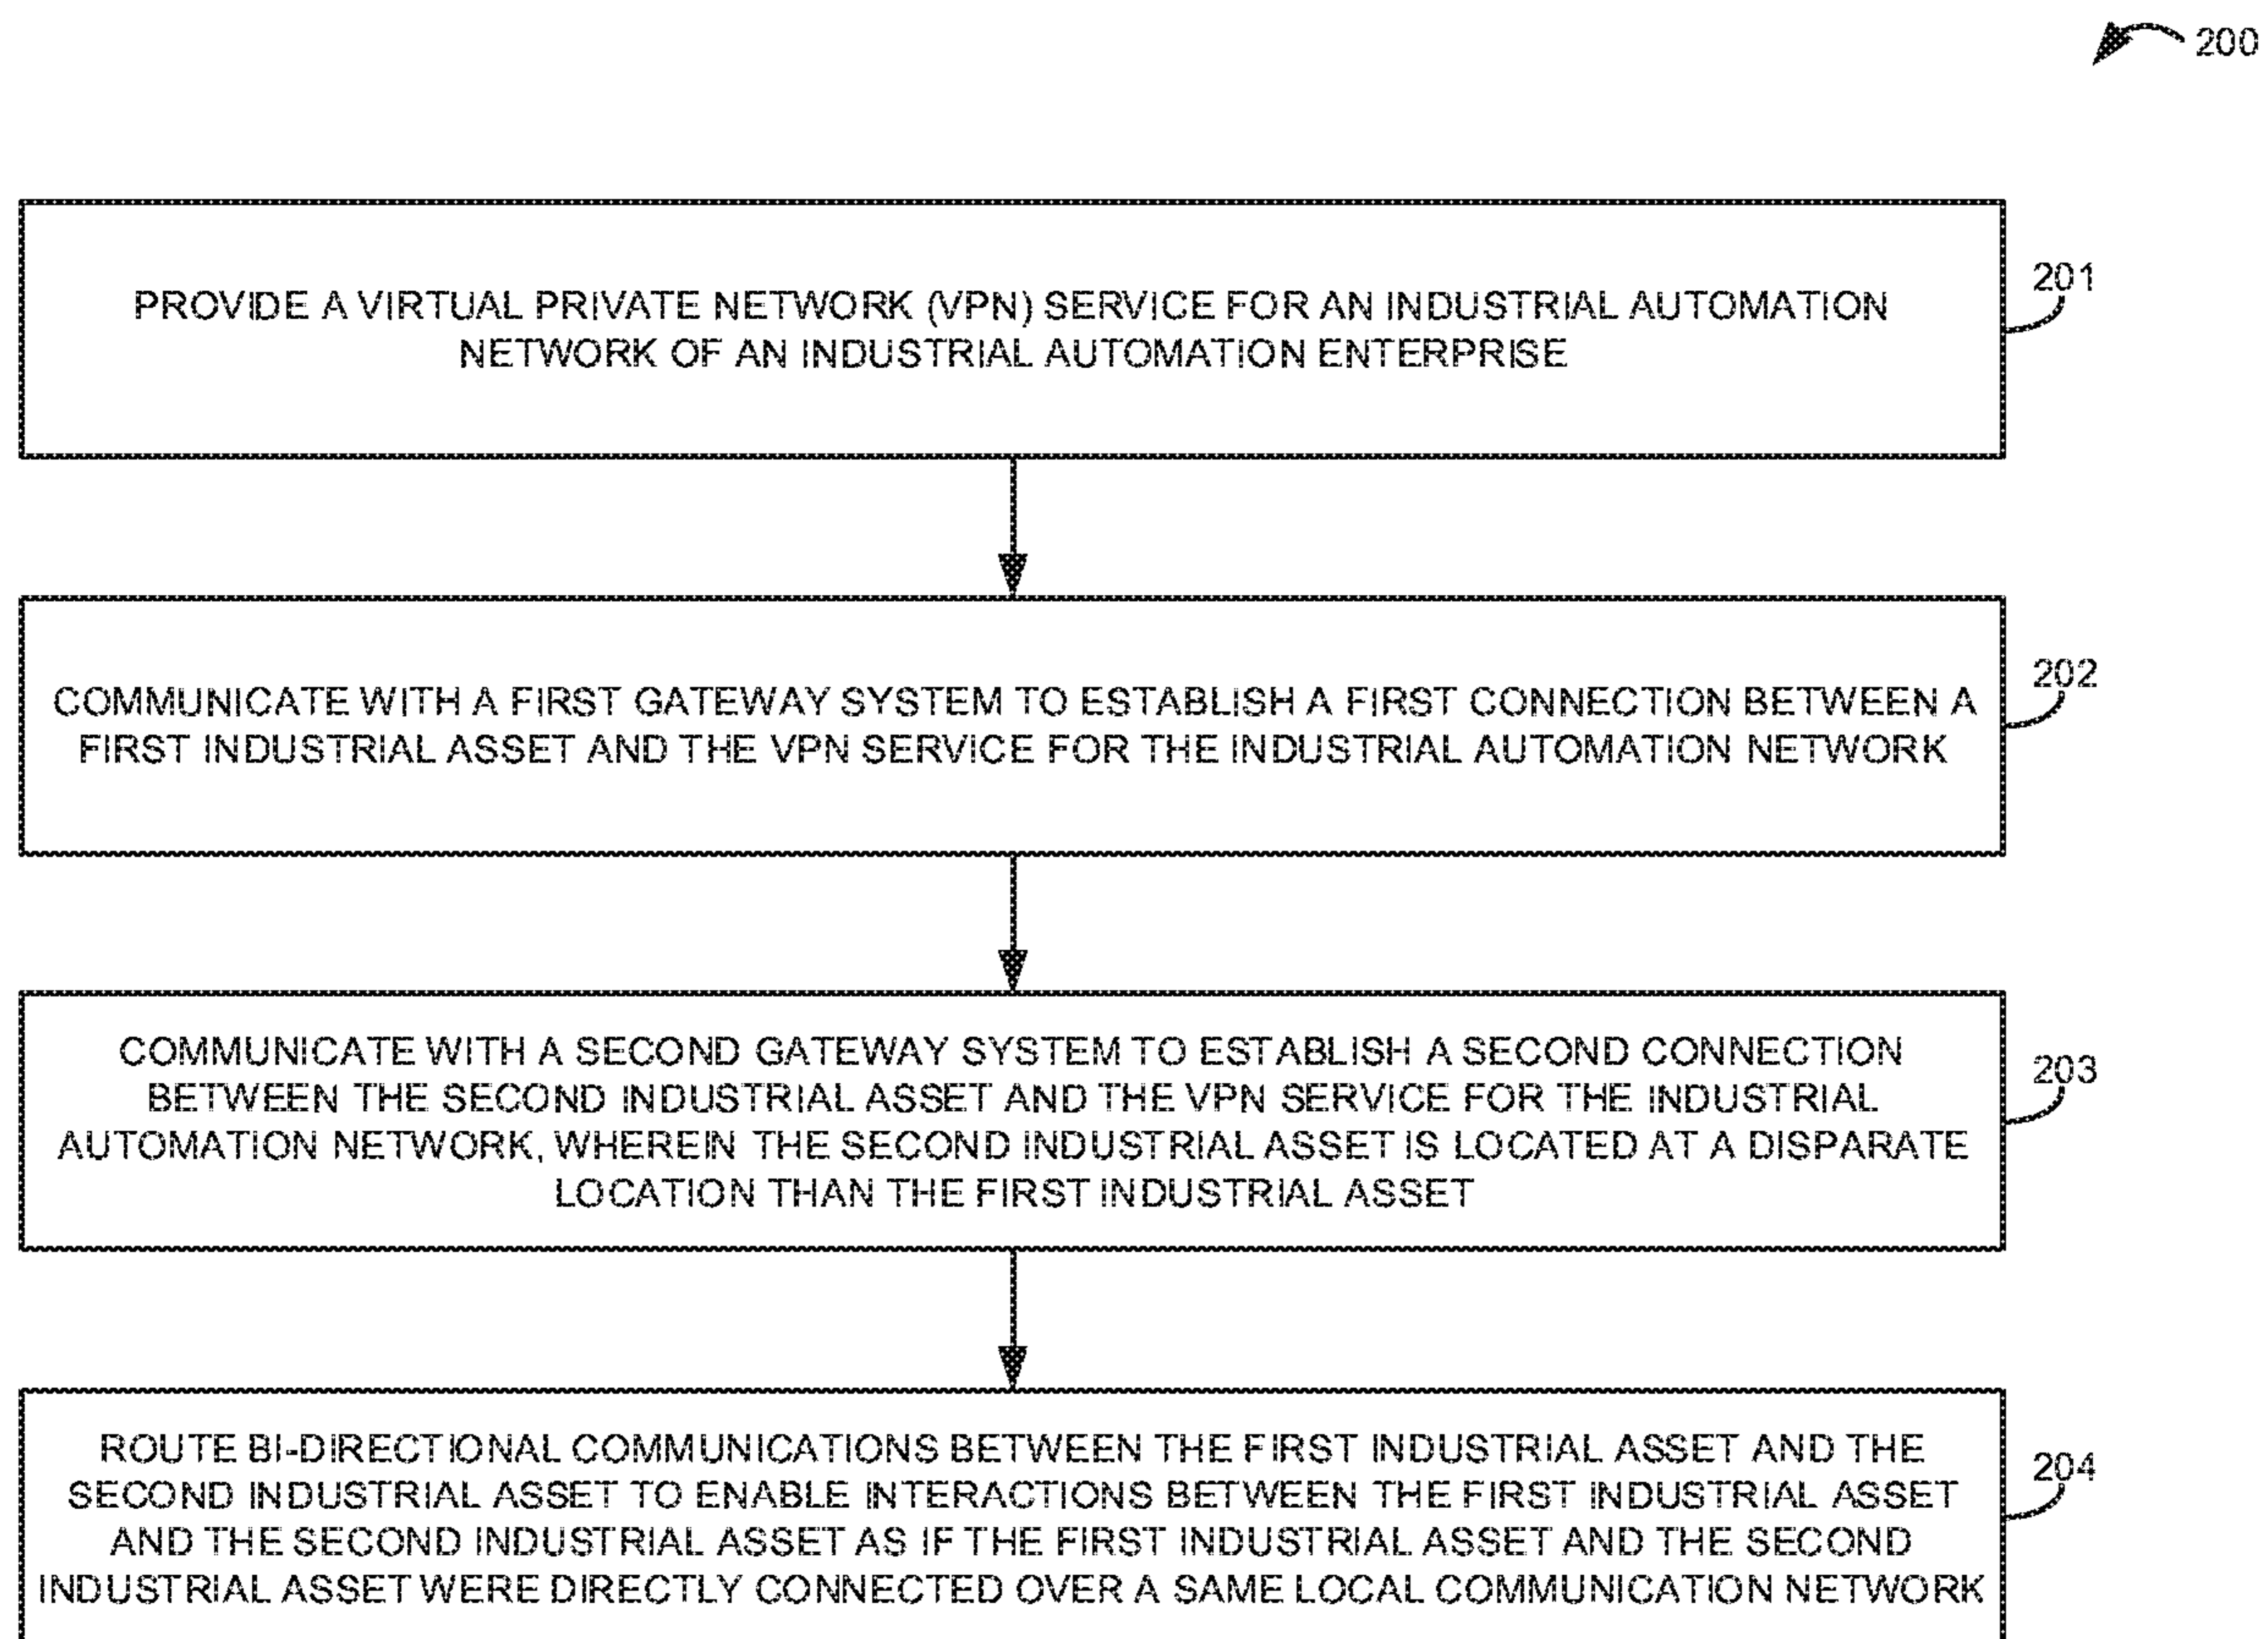 200
PROVIDE A VIRTUAL PRIVATE NETWORK (VPN) SERVICE FOR AN INDUSTRIAL AUTOMATION
NETWORK OF AN INDUSTRIAL AUTOMATION ENTERPRISE
201
COMMUNICATE WITH A FIRST GATEWAY SYSTEM TO ESTABLISH A FIRST CONNECTION BETWEEN A
FIRST INDUSTRIAL ASSET AND THE VPN SERVICE FOR THE INDUSTRIAL AUTOMATION NETWORK
202
COMMUNICATE WITH A SECOND GATEWAY SYSTEM TO ESTABLISH A SECOND CONNECTION
BETWEEN THE SECOND INDUSTRIAL ASSET AND THE VPN SERVICE FOR THE INDUSTRIAL
AUTOMATION NETWORK, WHEREIN THE SECOND INDUSTRIAL ASSET IS LOCATED AT A DISPARATE
LOCATION THAN THE FIRST INDUSTRIAL ASSET
203
ROUTE BI-DIRECTIONAL COMMUNICATIONS BETWEEN THE FIRST INDUSTRIAL ASSET AND THE
SECOND INDUSTRIAL ASSET TO ENABLE INTERACTIONS BETWEEN THE FIRST INDUSTRIAL ASSET
AND THE SECOND INDUSTRIAL ASSET AS IF THE FIRST INDUSTRIAL ASSET AND THE SECOND
INDUSTRIAL ASSET WERE DIRECTLY CONNECTED OVER A SAME LOCAL COMMUNICATION NETWORK
204